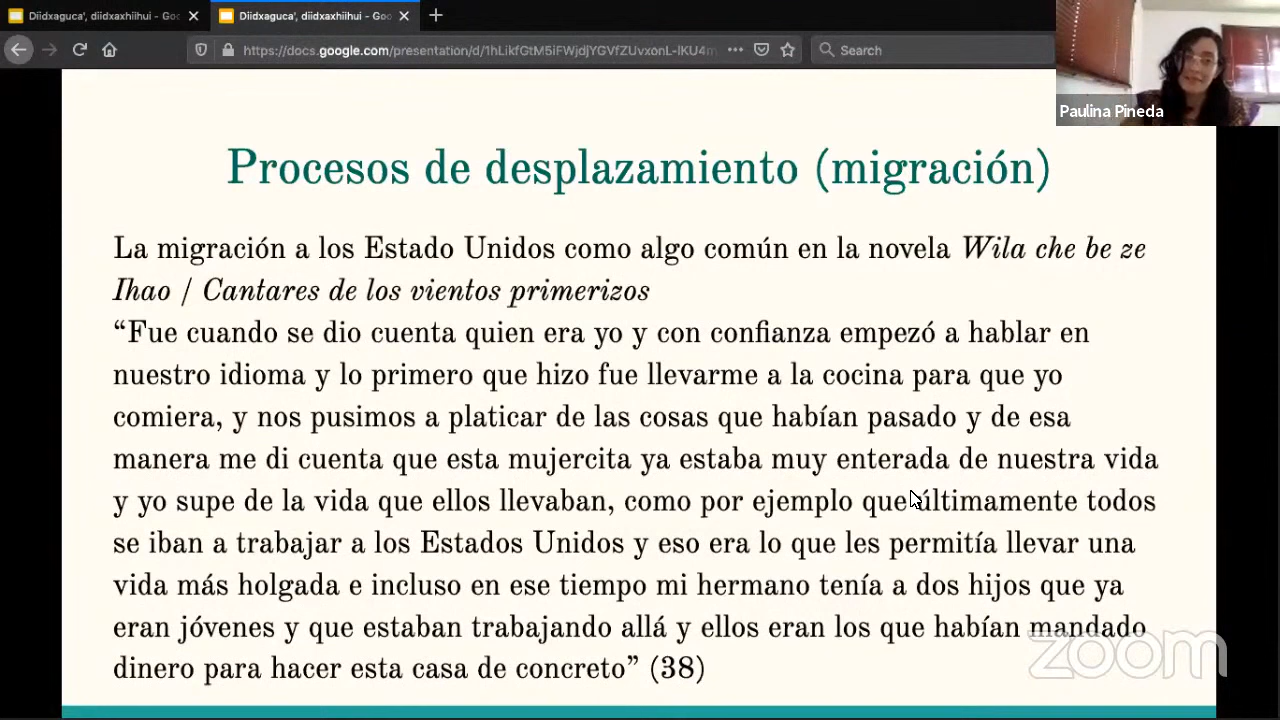 Diidxaguca', diidxaxhiihui - Goo
Diidxaguca', diidxaxhiihui - Goo
https://docs.google.com/presentation/d/1hLikfGtM5iFWjdjYGVfZUvxonL-IKU4m
Search
Paulina Pineda
Procesos de desplazamiento (migración)
La migración a los Estado Unidos como algo común en la novela Wila che be ze
Ihao / Cantares de los vientos primerizos
“Fue cuando se dio cuenta quien era yo y con confianza empezó a hablar en
nuestro idioma y lo primero que hizo fue llevarme a la cocina para que yo
comiera, y nos pusimos a platicar de las cosas que habían pasado y de esa
manera me di cuenta que esta mujercita ya estaba muy enterada de nuestra vida
y yo supe de la vida que ellos llevaban, como por ejemplo que últimamente todos
se iban a trabajar a los Estados Unidos y eso era lo que les permitía llevar una
vida más holgada e incluso en ese tiempo mi hermano tenía a dos hijos que ya
eran jóvenes y que estaban trabajando allá y ellos eran los que habían mandado
dinero para hacer esta casa de concreto” (38)
zoom